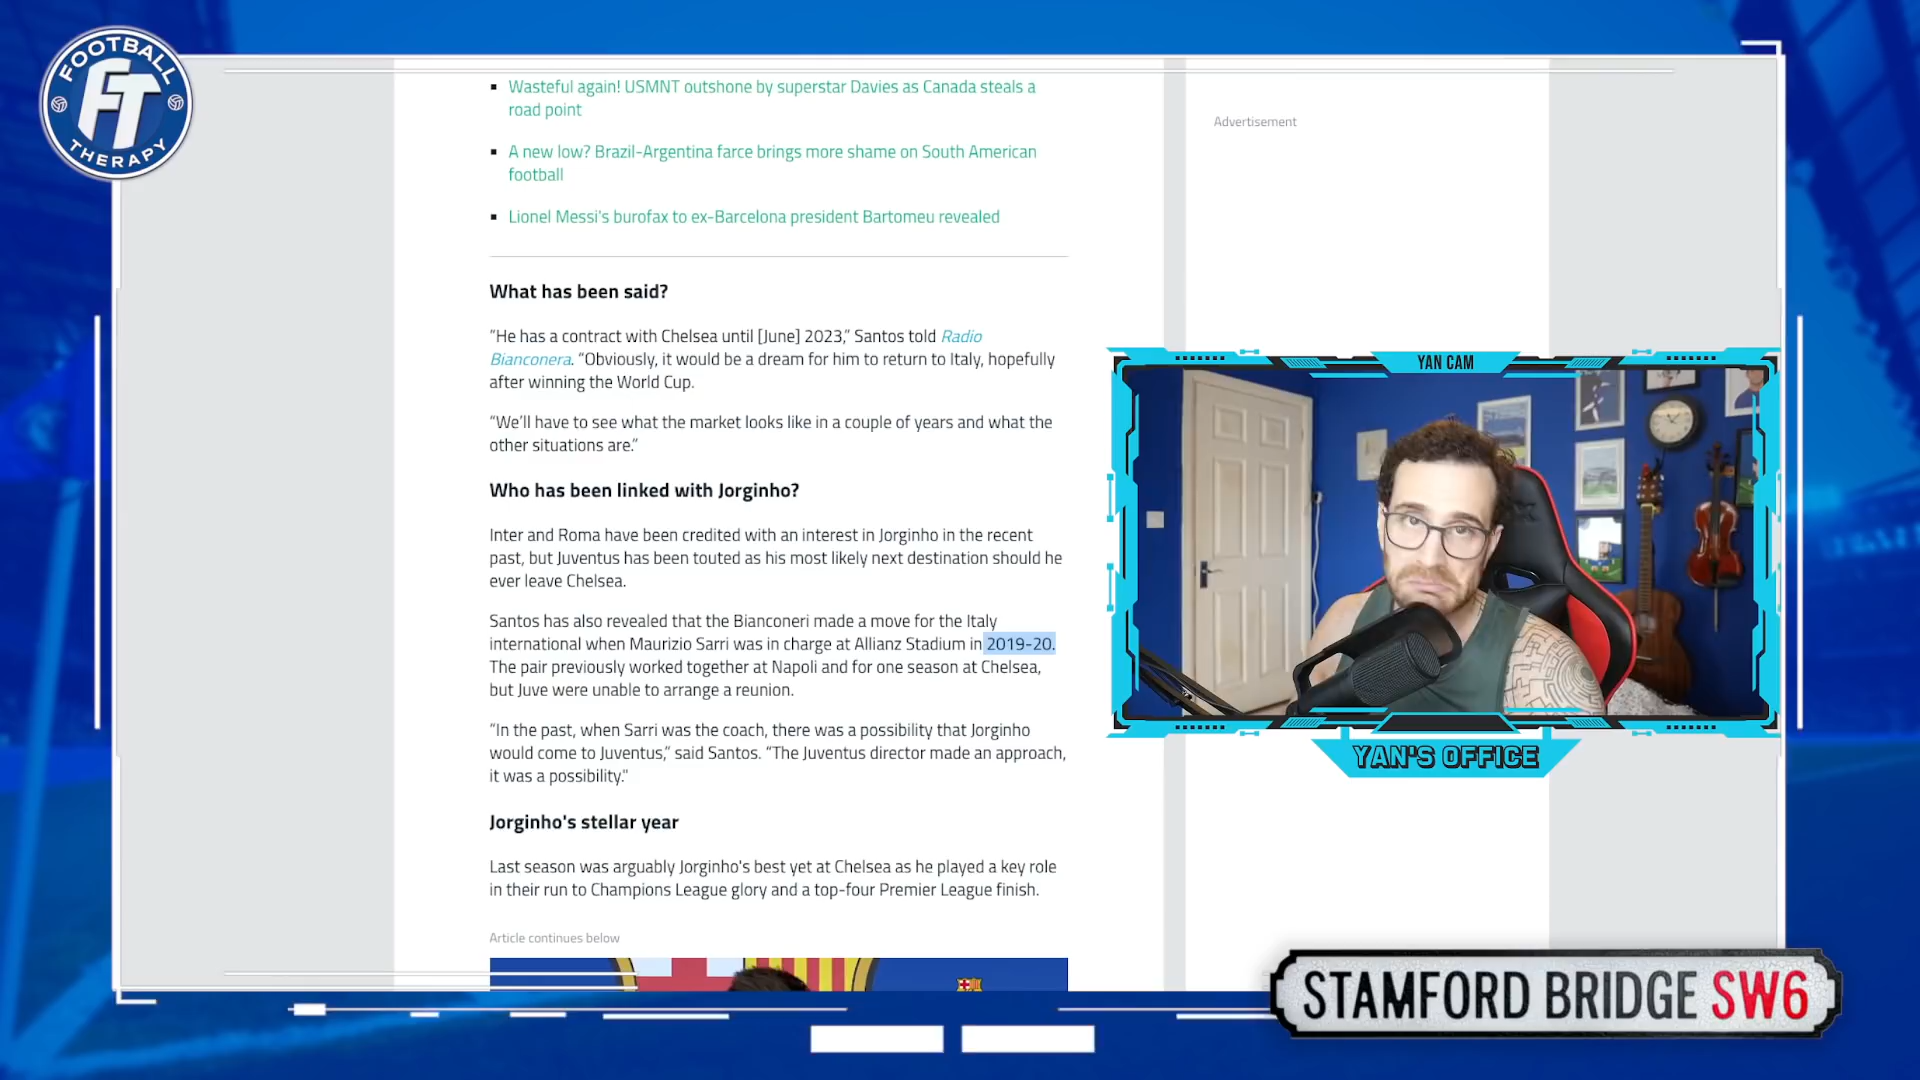 FOOTBALL
FT
THERAPY
Wasteful again! USMNT outshone by superstar Davies as Canada steals a
road point
A new low? Brazil-Argentina farce brings more shame on South American
football
Lionel Messi's burofax to ex-Barcelona president Bartomeu revealed
Advertisement
What has been said?
“He has a contract with Chelsea until [June] 2023,” Santos told Radio
Bianconera. “Obviously, it would be a dream for him to return to Italy, hopefully
after winning the World Cup.
“We’ll have to see what the market looks like in a couple of years and what the
other situations are.”
Who has been linked with Jorginho?
Inter and Roma have been credited with an interest in Jorginho in the recent
past, but Juventus has been touted as his most likely next destination should he
ever leave Chelsea.
Santos has also revealed that the Bianconeri made a move for the Italy
international when Maurizio Sarri was in charge at Allianz Stadium in 2019-20.
The pair previously worked together at Napoli and for one season at Chelsea,
but Juve were unable to arrange a reunion.
“In the past, when Sarri was the coach, there was a possibility that Jorginho
would come to Juventus,” said Santos. “The Juventus director made an approach,
it was a possibility."
Jorginho's stellar year
Last season was arguably Jorginho's best yet at Chelsea as he played a key role
in their run to Champions League glory and a top-four Premier League finish.
Article continues below
YAN CAM
YAN'S OFFICE
STAMFORD BRIDGE SW6